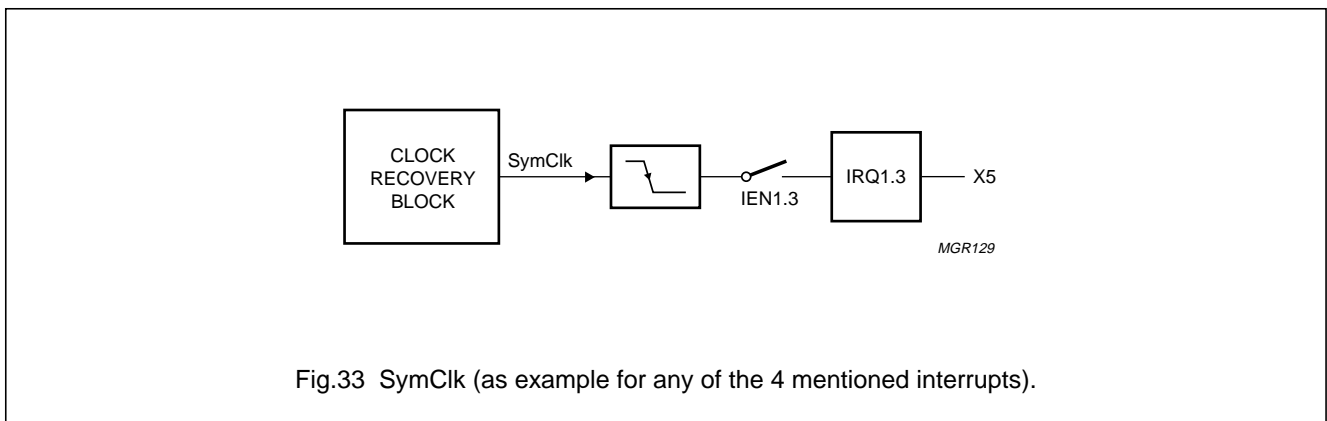 CLOCK
RECOVERY
BLOCK
SymClk
IEN1.3
IRQ1.3
X5
MGR129
Fig.33 SymClk (as example for any of the 4 mentioned interrupts).